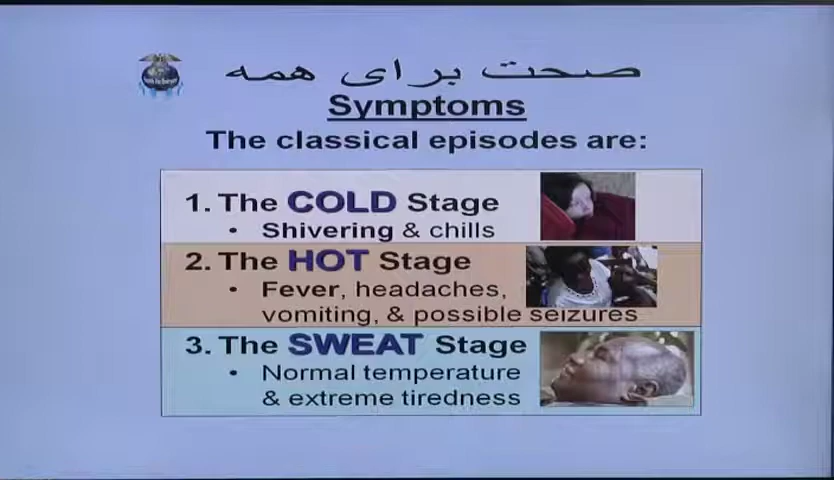 صحت برای همه
Symptoms
The classical episodes are:
1. The COLD Stage
• Shivering & chills
2. The HOT Stage
• Fever, headaches,
vomiting, & possible seizures
3. The SWEAT Stage
• Normal temperature
& extreme tiredness